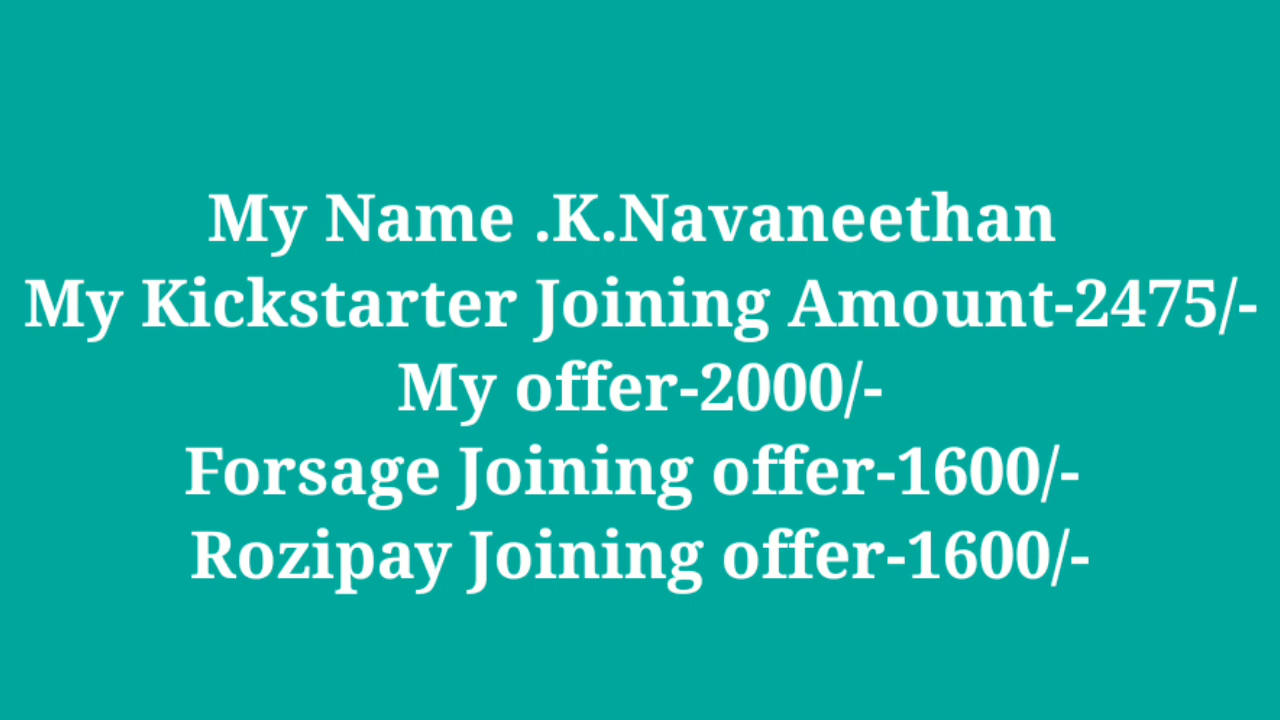 My Name .K.Navaneethan
My Kickstarter Joining Amount-2475/-
My offer-2000/-
Forsage Joining offer-1600/-
Rozipay Joining offer-1600/-